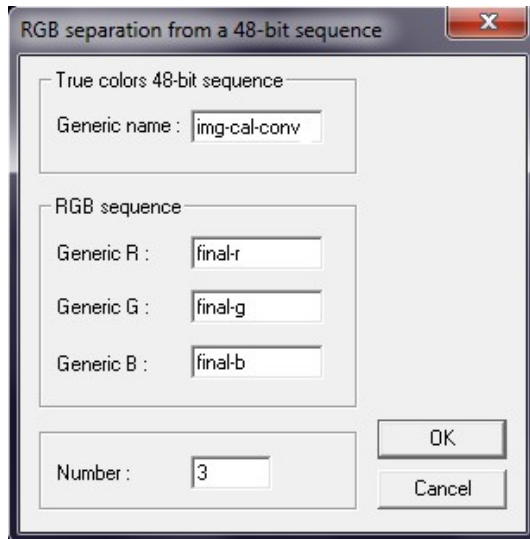 RGB separation from a 48-bit sequence
True colors 48-bit sequence
Generic name : img-cal-conv
RGB sequence
Generic R : final-r
Generic G : final-g
Generic B : final-b
Number : 3
OK
Cancel